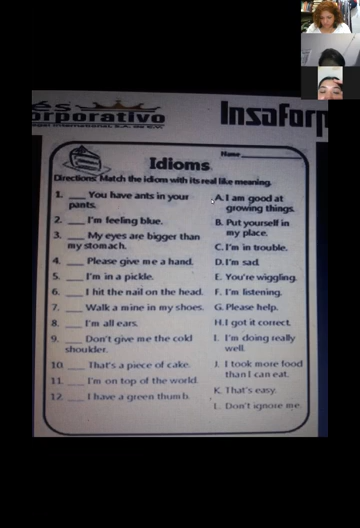 és
orporativo
S.A. de C.V.
Insaforp
Name
Idioms
Directions: Match the idiom with its real like meaning.
1. ___ You have ants in your
pants.
2. ___ I'm feeling blue.
3. ___ My eyes are bigger than
my stomach.
4. ___ Please give me a hand.
5. ___ I'm in a pickle.
6. ___ I hit the nail on the head.
7. ___ Walk a mine in my shoes.
8. ___ I'm all ears.
9. ___ Don't give me the cold
shoulder.
10. ___ That's a piece of cake.
11. ___ I'm on top of the world.
12. ___ I have a green thumb.
A. I am good at
growing things.
B. Put yourself in
my place.
C. I'm in trouble.
D. I'm sad.
E. You're wiggling.
F. I'm listening.
G. Please help.
H. I got it correct.
I. I'm doing really
well.
J. I took more food
than I can eat.
K. That's easy.
L. Don't ignore me.